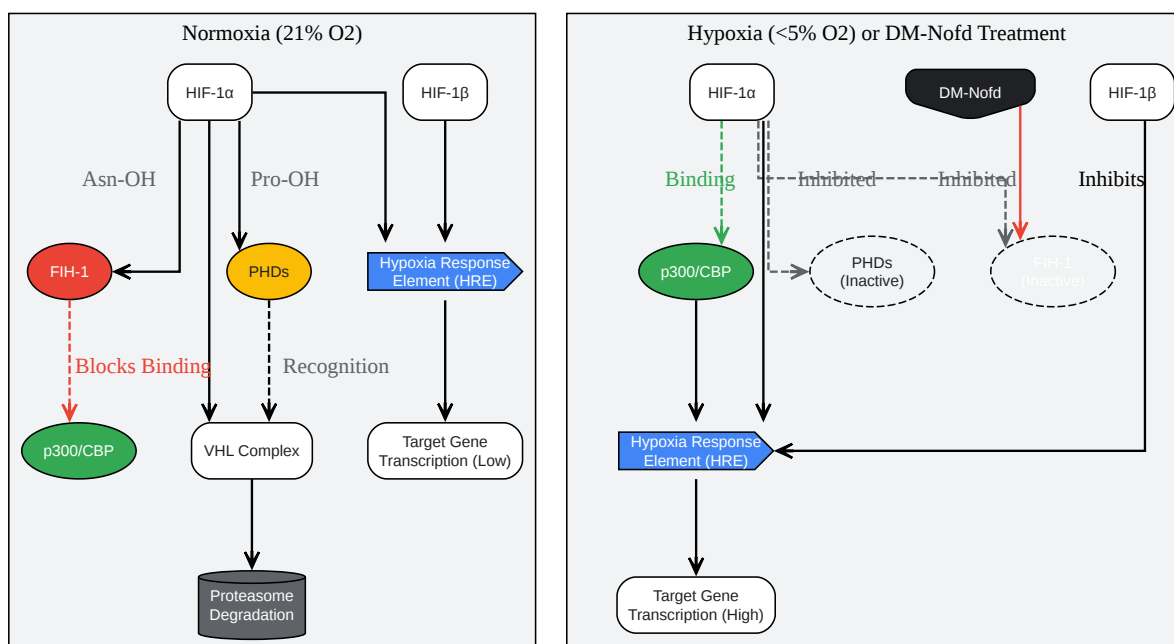 Normoxia (21% O2)
HIF-1α
HIF-1β
Asn-OH
Pro-OH
FIH-1
PHDs
Hypoxia Response
Element (HRE)
Blocks Binding
Recognition
p300/CBP
VHL Complex
Target Gene
Transcription (Low)
Proteasome
Degradation
Hypoxia (<5% O2) or DM-Nofd Treatment
HIF-1α
DM-Nofd
HIF-1β
Binding
Inhibited
Inhibited
Inhibits
p300/CBP
PHDs
(Inactive)
FIH-1
(Inactive)
Hypoxia Response
Element (HRE)
Target Gene
Transcription (High)